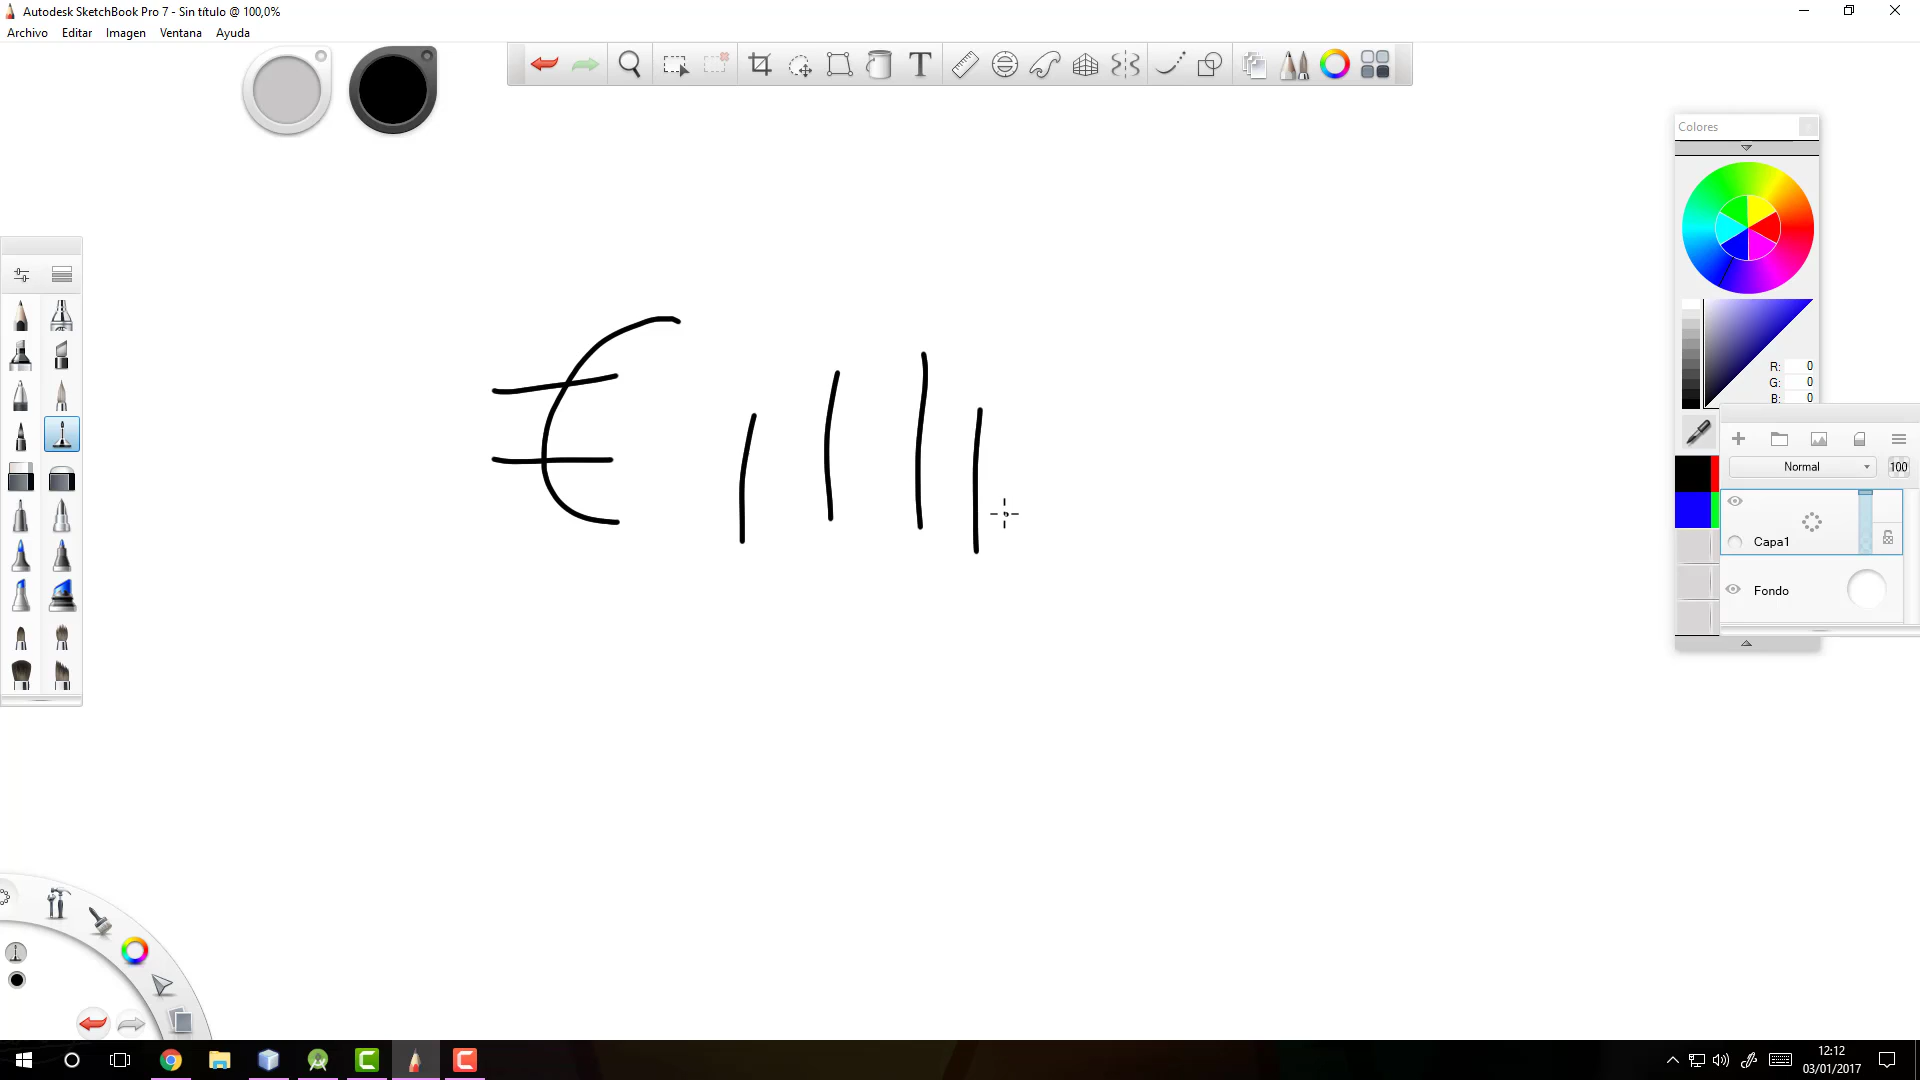 Autodesk SketchBook Pro 7 - Sin título @ 100,0%
Archivo Editar Imagen Ventana Ayuda
T
Colores
R: 0
G: 0
B: 0
Normal 100
Capa1
Fondo
€ | | | |
12:12
03/01/2017